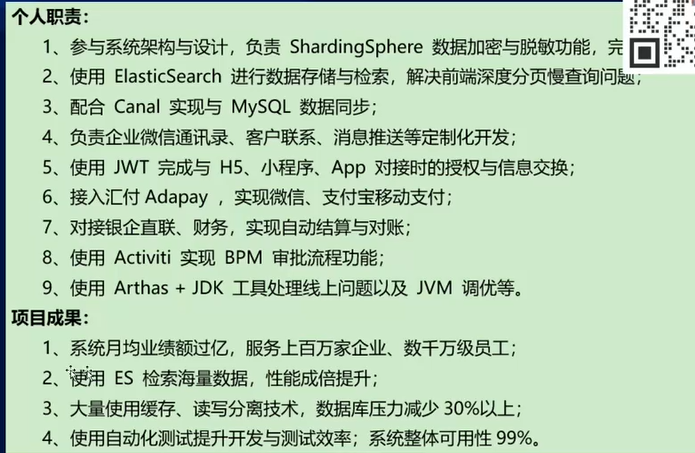 个人职责：
1、参与系统架构与设计，负责 ShardingSphere 数据加密与脱敏功能，完
2、使用 ElasticSearch 进行数据存储与检索，解决前端深度分页慢查询问题；
3、配合 Canal 实现与 MySQL 数据同步；
4、负责企业微信通讯录、客户联系、消息推送等定制化开发；
5、使用 JWT 完成与 H5、小程序、App 对接时的授权与信息交换；
6、接入汇付 Adapay ，实现微信、支付宝移动支付；
7、对接银企直联、财务，实现自动结算与对账；
8、使用 Activiti 实现 BPM 审批流程功能；
9、使用 Arthas + JDK 工具处理线上问题以及 JVM 调优等。
项目成果：
1、系统月均业绩额过亿，服务上百万家企业、数千万级员工；
2、使用 ES 检索海量数据，性能成倍提升；
3、大量使用缓存、读写分离技术，数据库压力减少 30%以上；
4、使用自动化测试提升开发与测试效率；系统整体可用性 99%。